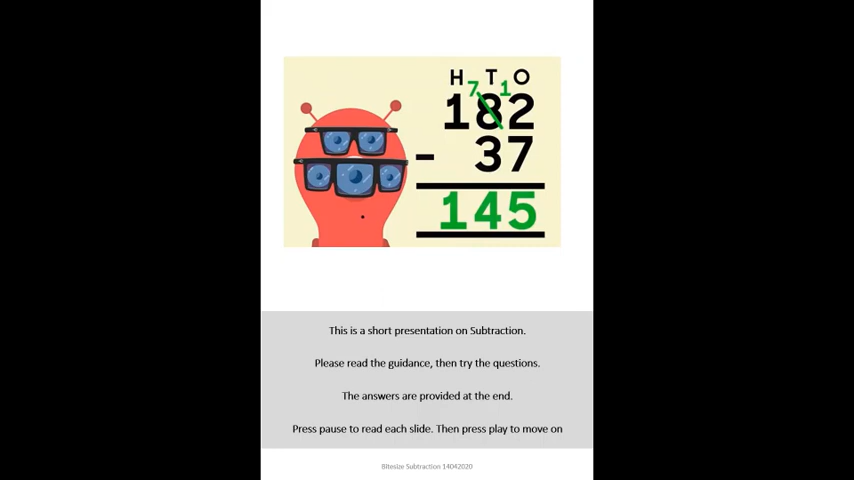 H T O
7 1
182
- 37
145
This is a short presentation on Subtraction.
Please read the guidance, then try the questions.
The answers are provided at the end.
Press pause to read each slide. Then press play to move on
Bitesize Subtraction 14042020